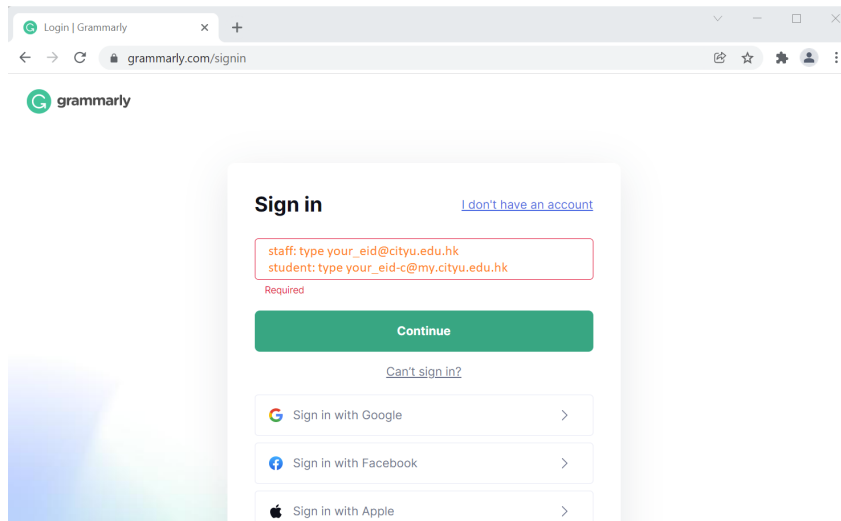 Login | Grammarly
grammarly.com/signin
grammarly
Sign in
I don't have an account
staff: type your_eid@cityu.edu.hk
student: type your_eid-c@my.cityu.edu.hk
Required
Continue
Can't sign in?
Sign in with Google
Sign in with Facebook
Sign in with Apple